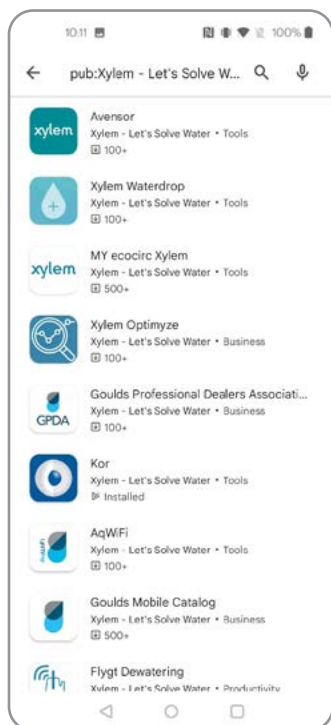 10:11
100%
pub:Xylem - Let's Solve W...
xylem
Avensor
Xylem - Let's Solve Water • Tools
100+
Xylem Waterdrop
Xylem - Let's Solve Water • Tools
100+
xylem
MY ecocirc Xylem
Xylem - Let's Solve Water • Tools
500+
Xylem Optimyze
Xylem - Let's Solve Water • Business
100+
GPDA
Goulds Professional Dealers Associati...
Xylem - Let's Solve Water • Business
100+
Kor
Xylem - Let's Solve Water • Tools
Installed
AqWiFi
AqWiFi
Xylem - Let's Solve Water • Tools
100+
Goulds Mobile Catalog
Xylem - Let's Solve Water • Business
500+
Flygt Dewatering
Xylem - Let's Solve Water • Productivity